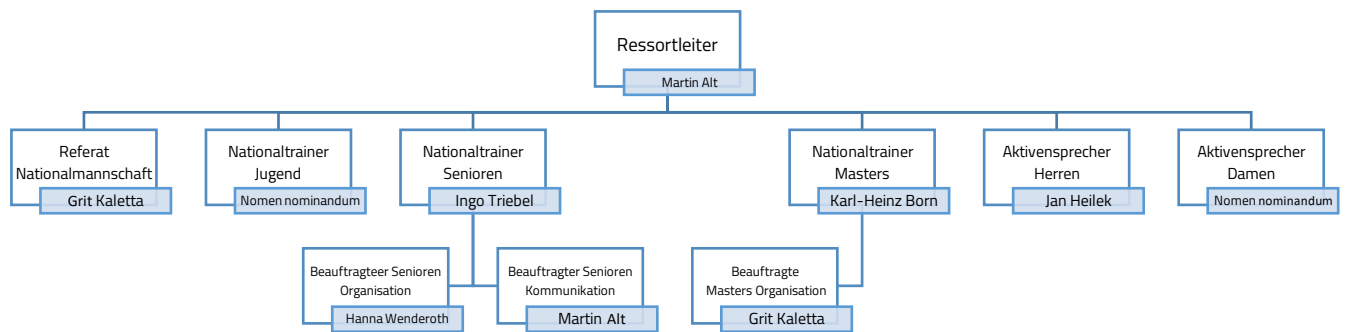 Ressortleiter
Martin Alt
Referat
Nationalmannschaft
Grit Kaletta
Nationaltrainer
Jugend
Nomen nominandum
Nationaltrainer
Senioren
Ingo Triebel
Nationaltrainer
Masters
Karl-Heinz Born
Aktivensprecher
Herren
Jan Heilek
Aktivensprecher
Damen
Nomen nominandum
Beauftragteer Senioren
Organisation
Hanna Wenderoth
Beauftragter Senioren
Kommunikation
Martin Alt
Beauftragte
Masters Organisation
Grit Kaletta